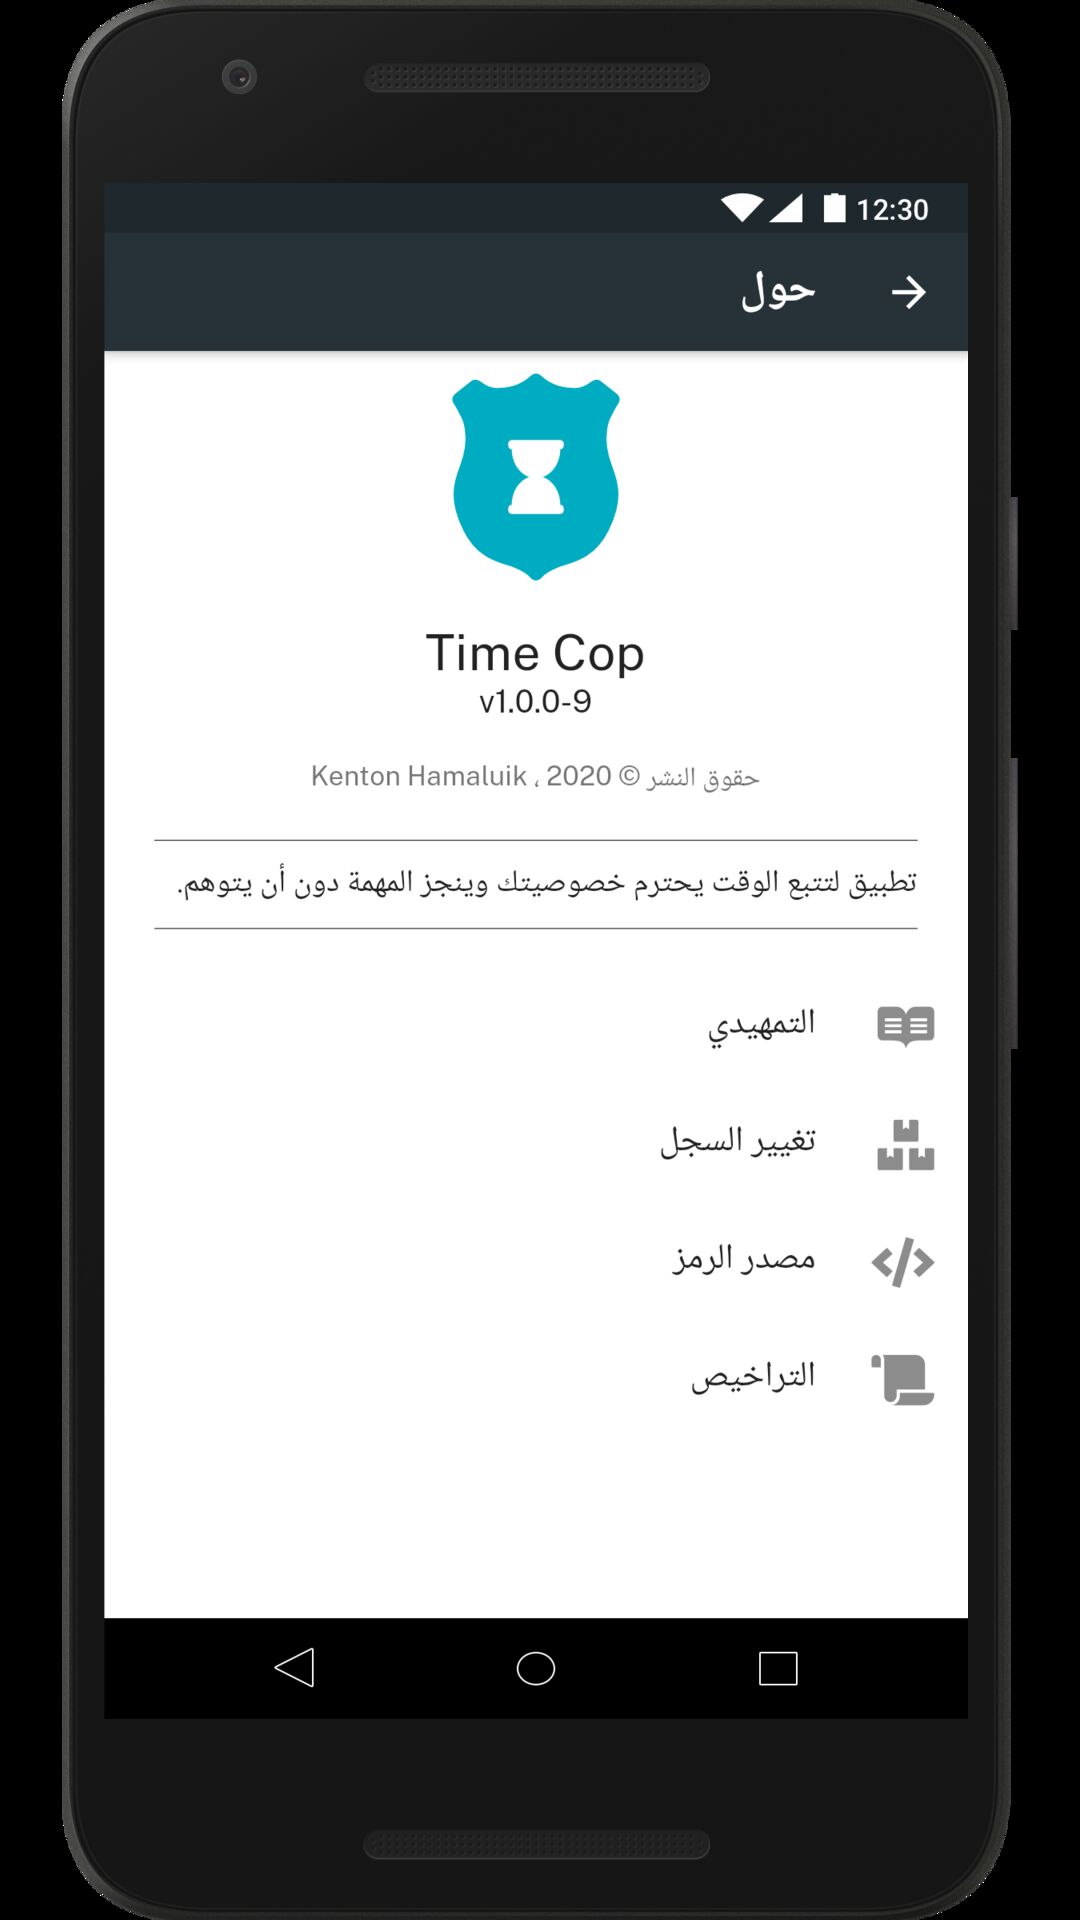 12:30
حول
Time Cop
v1.0.0-9
حقوق النشر © 2020 ، Kenton Hamaluik
تطبيق لتتبع الوقت يحترم خصوصيتك وينجز المهمة دون أن يتوهم.
التمهيدي
تغيير السجل
مصدر الرمز
التراخيص